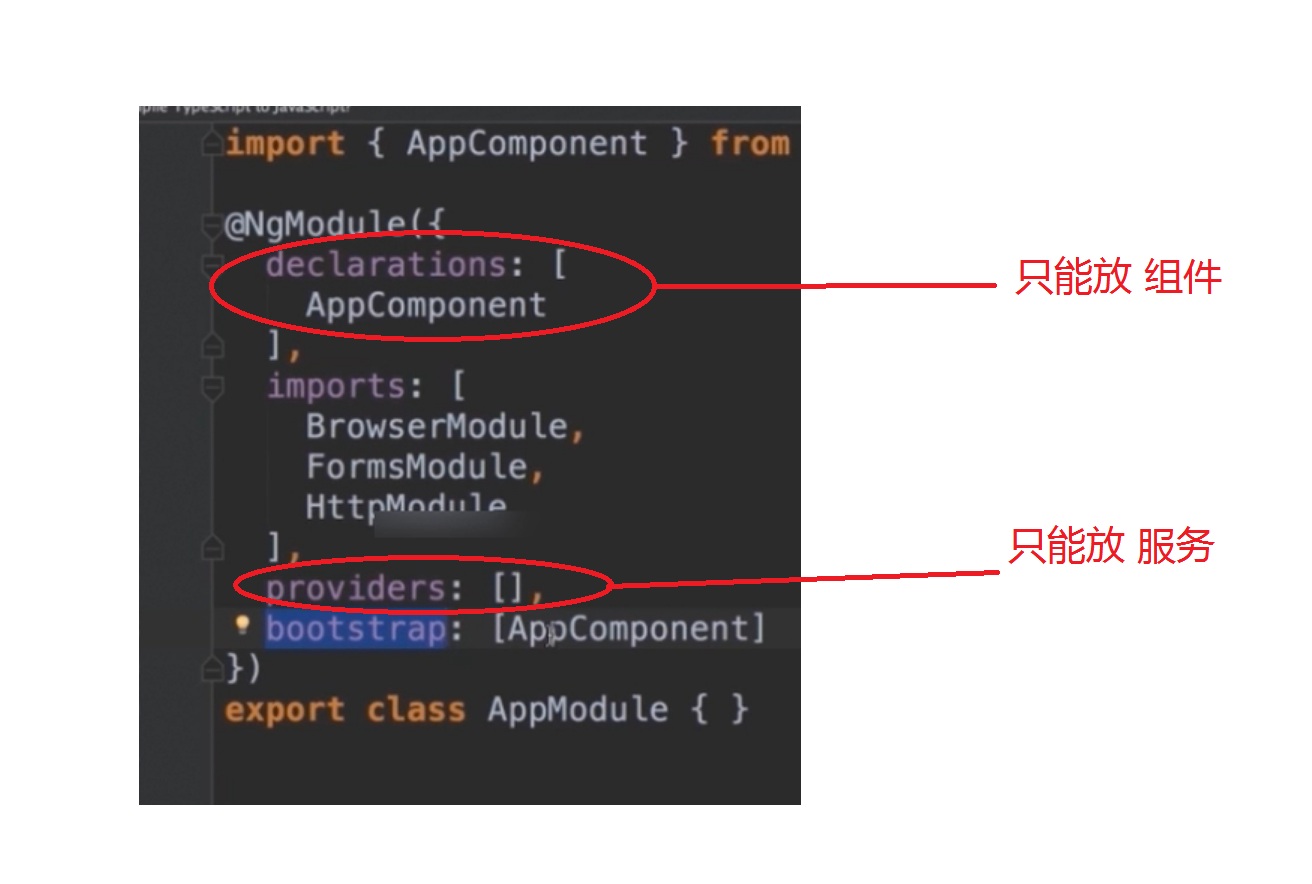 import { AppComponent } from
@NgModule({
declarations: [
只能放 组件
AppComponent
],
imports: [
BrowserModule,
FormsModule,
HttpModule
],
只能放 服务
providers: [],
bootstrap: [AppComponent]
})
export class AppModule { }